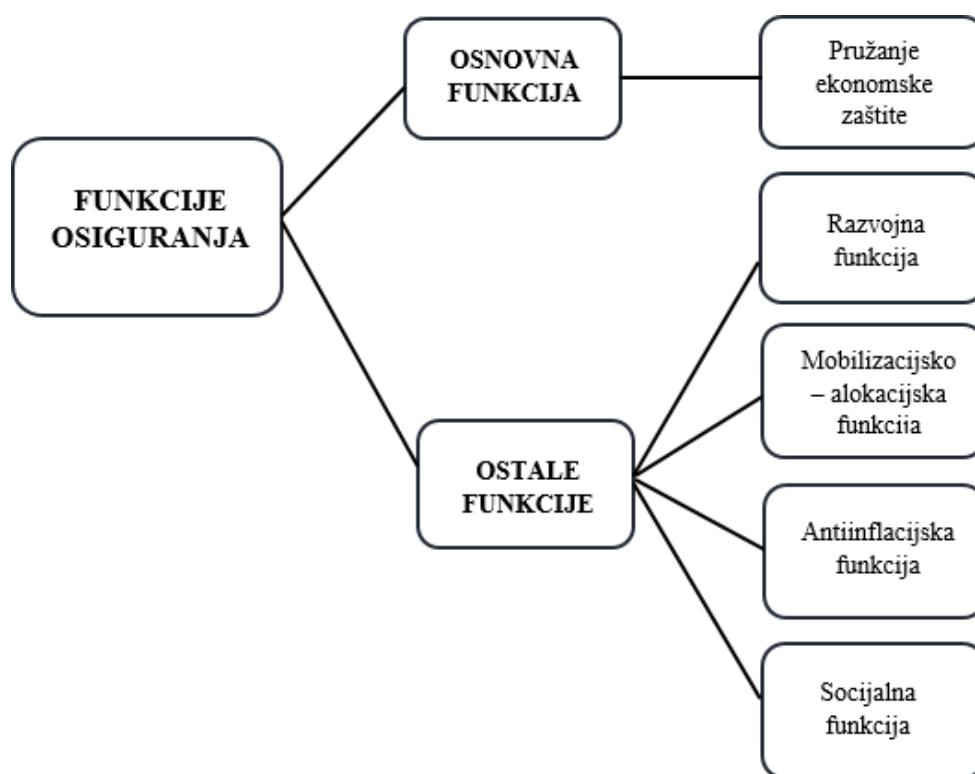 FUNKCIJE
OSIGURANJA
OSNOVNA
FUNKCIJA
Pružanje
ekonomske
zaštite
OSTALE
FUNKCIJE
Razvojna
funkcija
Mobilizacijsko
– alokacijska
funkcija
Antiinflacijska
funkcija
Socijalna
funkcija